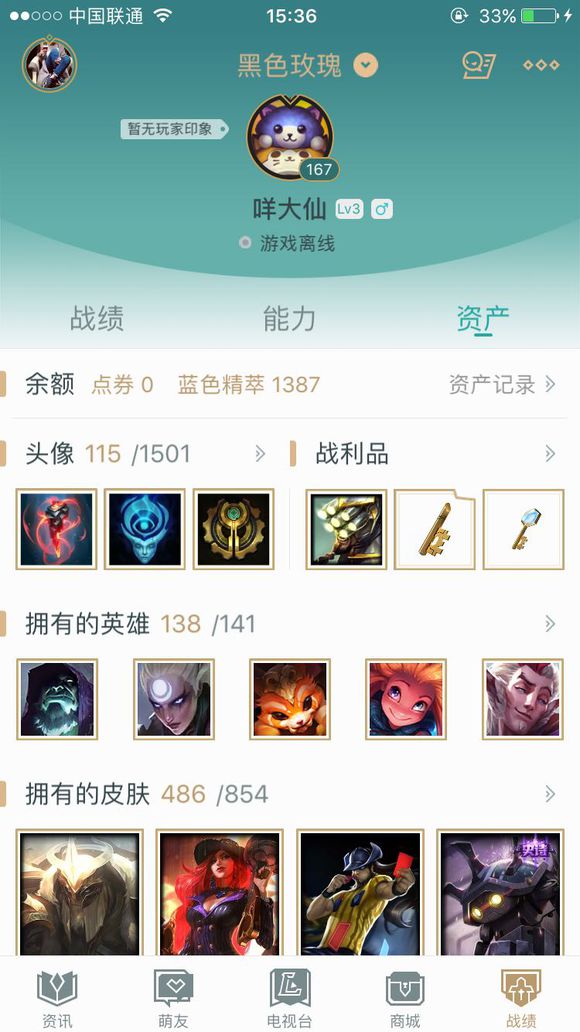 中国联通 15:36 33%
黑色玫瑰
暂无玩家印象
167
咩大仙 Lv3
游戏离线
战绩 能力 资产
余额 点券 0 蓝色精萃 1387 资产记录
头像 115 /1501 战利品
拥有的英雄 138 /141
拥有的皮肤 486 /854
史诗
资讯 萌友 电视台 商城 战绩